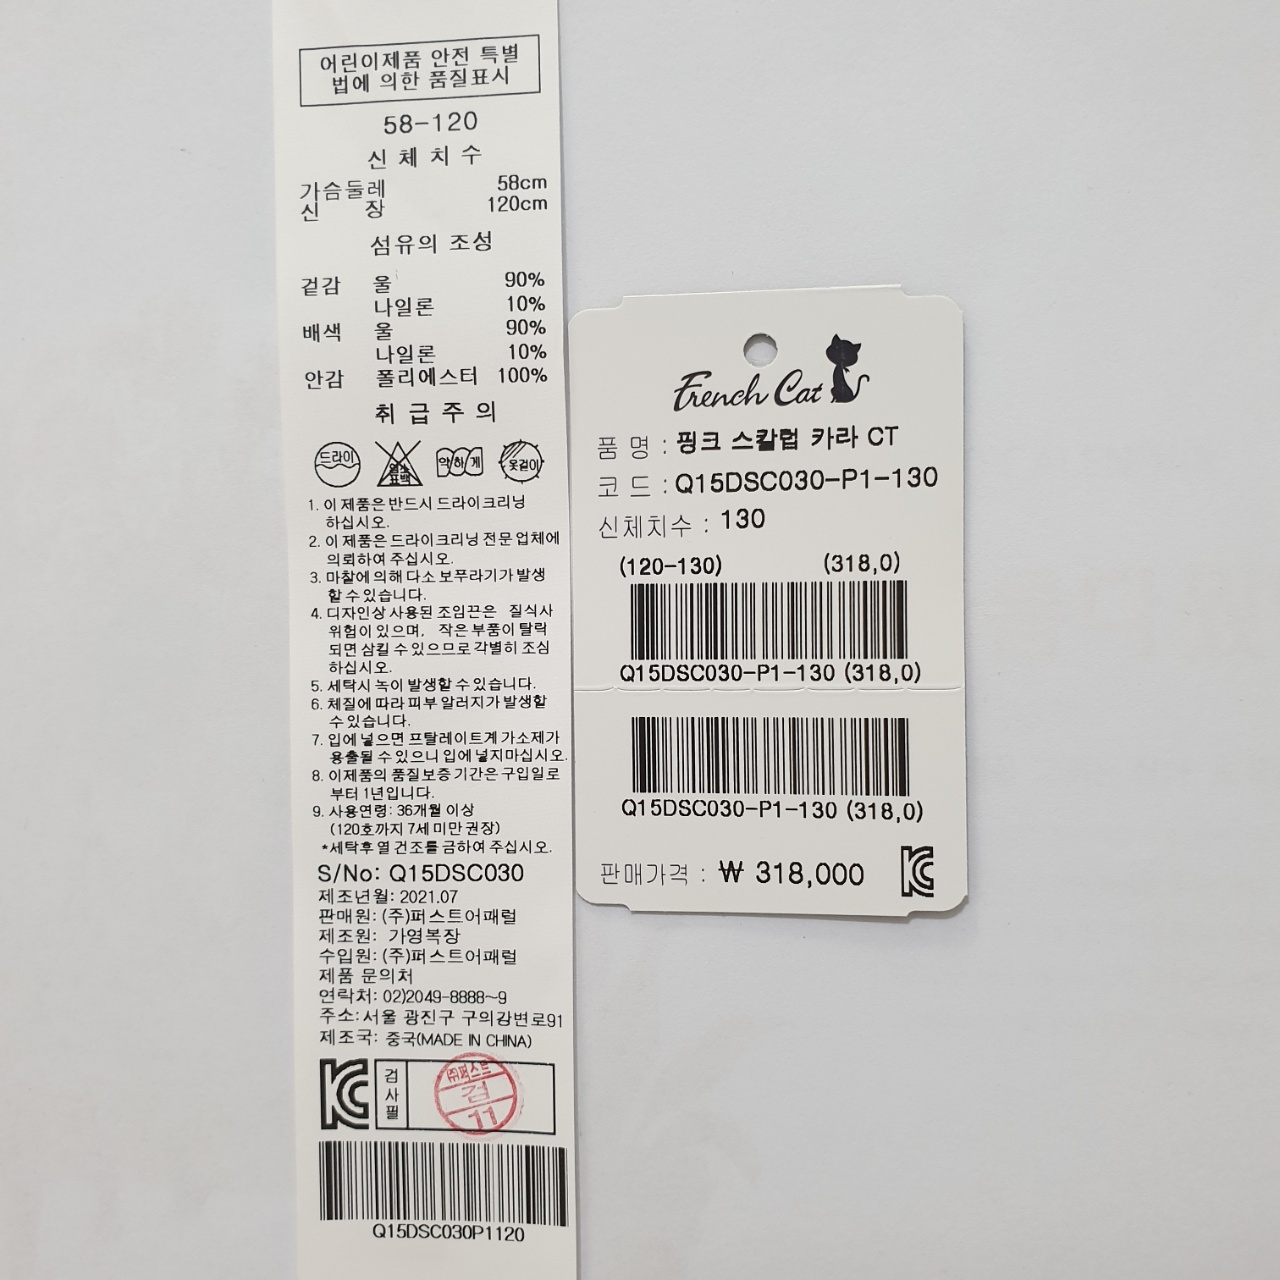 어린이제품 안전 특별
법에 의한 품질표시
58-120
신 체 치 수
가슴둘레 58cm
신 장 120cm
섬유의 조성
겉감 울 90%
나일론 10%
배색 울 90%
나일론 10%
안감 폴리에스터 100%
취 급 주 의
드라이 염소표백 약하게 옷걸이
1. 이 제품은 반드시 드라이크리닝
하십시오.
2. 이 제품은 드라이크리닝 전문 업체에
의뢰하여 주십시오.
3. 마찰에 의해 다소 보푸라기가 발생
할 수 있습니다.
4. 디자인상 사용된 조임끈은 질식사
위험이 있으며, 작은 부품이 탈락
되면 삼킬 수 있으므로 각별히 조심
하십시오.
5. 세탁시 녹이 발생할 수 있습니다.
6. 체질에 따라 피부 알러지가 발생할
수 있습니다.
7. 입에 넣으면 프탈레이트계 가소제가
용출될 수 있으니 입에 넣지마십시오.
8. 이제품의 품질보증 기간은 구입일로
부터 1년입니다.
9. 사용연령: 36개월 이상
(120호까지 7세 미만 권장)
*세탁후 열 건조를 금하여 주십시오.
S/No: Q15DSC030
제조년월: 2021.07
판매원: (주)퍼스트어패럴
제조원: 가영복장
수입원: (주)퍼스트어패럴
제품 문의처
연락처: 02)2049-8888~9
주소: 서울 광진구 구의강변로91
제조국: 중국(MADE IN CHINA)
KC 검사필 ㈜퍼스트 검 11
Q15DSC030P1120
French Cat
품 명 : 핑크 스칼럽 카라 CT
코 드 : Q15DSC030-P1-130
신체치수 : 130
(120-130) (318,0)
Q15DSC030-P1-130 (318,0)
Q15DSC030-P1-130 (318,0)
판매가격 : ₩ 318,000 KC